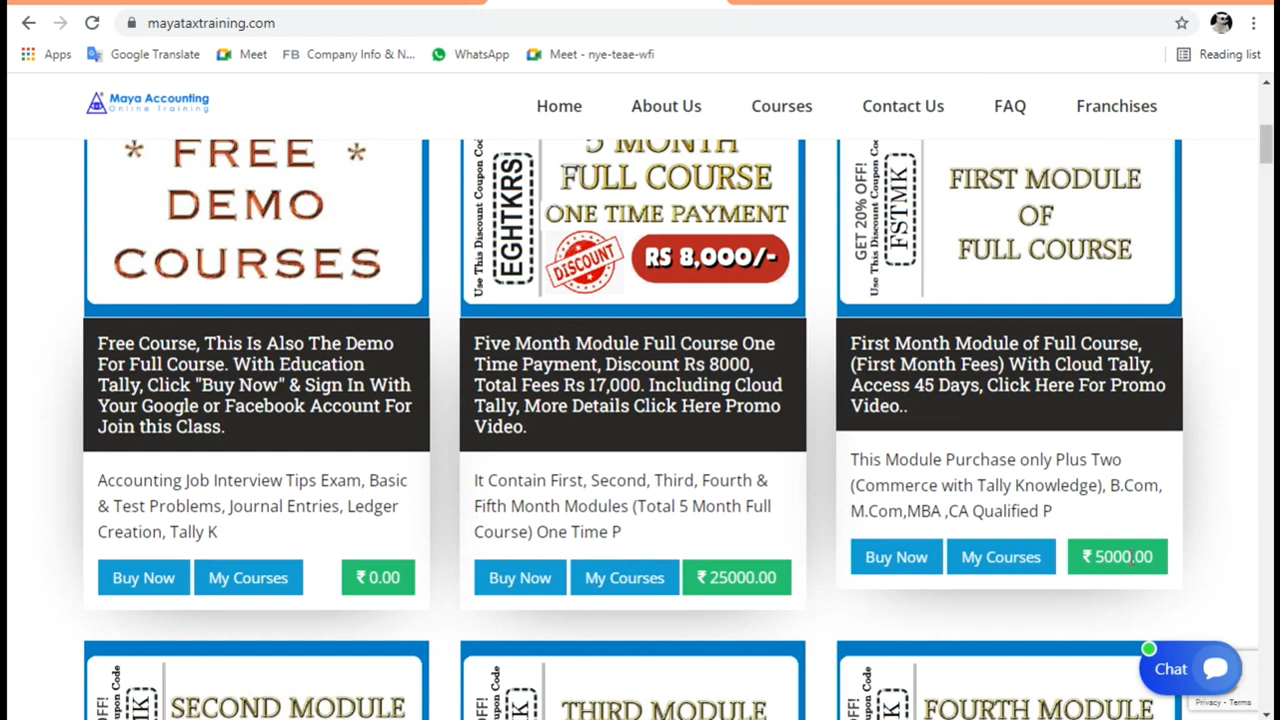 mayataxtraining.com
Apps Google Translate Meet FB Company Info & N... WhatsApp Meet - nye-teae-wfi Reading list
Maya Accounting
Online Training
Home About Us Courses Contact Us FAQ Franchises
* FREE *
DEMO
COURSES
Use This Discount Coupon Code
EGHTKRS
5 MONTH
FULL COURSE
ONE TIME PAYMENT
DISCOUNT
RS 8,000/-
GET 20% OFF!
Use This Discount Coupon Code
FSTMK
FIRST MODULE
OF
FULL COURSE
Free Course, This Is Also The Demo
For Full Course. With Education
Tally, Click "Buy Now" & Sign In With
Your Google or Facebook Account For
Join this Class.
Accounting Job Interview Tips Exam, Basic
& Test Problems, Journal Entries, Ledger
Creation, Tally K
Buy Now My Courses ₹ 0.00
Five Month Module Full Course One
Time Payment, Discount Rs 8000,
Total Fees Rs 17,000. Including Cloud
Tally, More Details Click Here Promo
Video.
It Contain First, Second, Third, Fourth &
Fifth Month Modules (Total 5 Month Full
Course) One Time P
Buy Now My Courses ₹ 25000.00
First Month Module of Full Course,
(First Month Fees) With Cloud Tally,
Access 45 Days, Click Here For Promo
Video..
This Module Purchase only Plus Two
(Commerce with Tally Knowledge), B.Com,
M.Com,MBA ,CA Qualified P
Buy Now My Courses ₹ 5000.00
SECOND MODULE
THIRD MODULE
FOURTH MODULE
Chat
Privacy - Terms